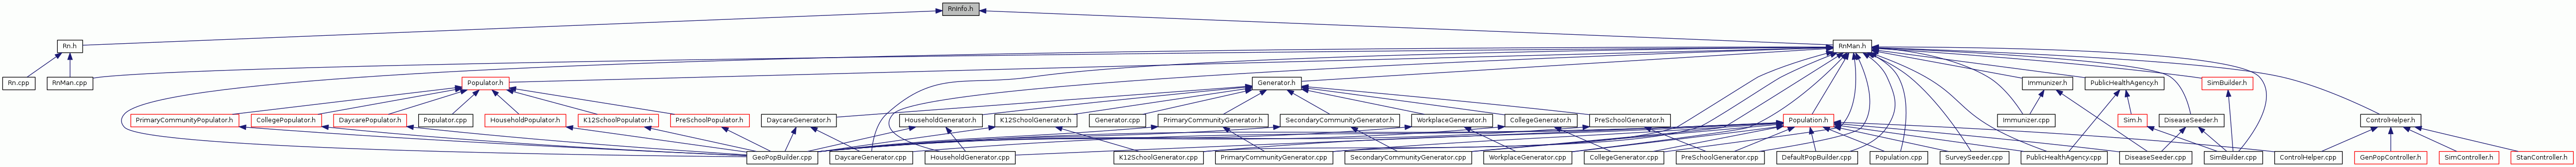 RnInfo.h
Rn.h
RnMan.h
Rn.cpp
RnMan.cpp
Populator.h
Generator.h
Immunizer.h
PublicHealthAgency.h
SimBuilder.h
PrimaryCommunityPopulator.h
CollegePopulator.h
DaycarePopulator.h
Populator.cpp
HouseholdPopulator.h
K12SchoolPopulator.h
PreSchoolPopulator.h
DaycareGenerator.h
HouseholdGenerator.h
K12SchoolGenerator.h
Generator.cpp
PrimaryCommunityGenerator.h
SecondaryCommunityGenerator.h
WorkplaceGenerator.h
CollegeGenerator.h
PreSchoolGenerator.h
Population.h
Immunizer.cpp
Sim.h
DiseaseSeeder.h
ControlHelper.h
GeoPopBuilder.cpp
DaycareGenerator.cpp
HouseholdGenerator.cpp
K12SchoolGenerator.cpp
PrimaryCommunityGenerator.cpp
SecondaryCommunityGenerator.cpp
WorkplaceGenerator.cpp
CollegeGenerator.cpp
PreSchoolGenerator.cpp
DefaultPopBuilder.cpp
Population.cpp
SurveySeeder.cpp
PublicHealthAgency.cpp
DiseaseSeeder.cpp
SimBuilder.cpp
ControlHelper.cpp
GenPopController.h
SimController.h
StanController.h